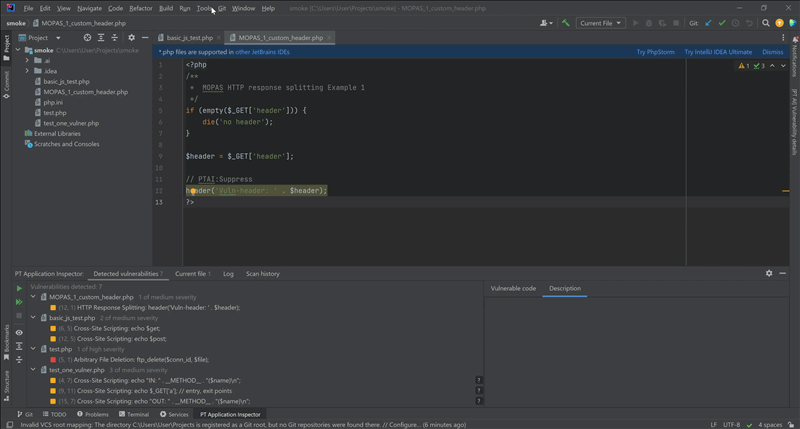 File Edit View Navigate Code Refactor Build Run Tools Git Window Help smoke [C:\Users\User\Projects\smoke] - MOPAS_1_custom_header.php
smoke MOPAS_1_custom_header.php Current File
Project basic_js_test.php MOPAS_1_custom_header.php
smoke C:\Users\User\Projects\smoke
.ai
.idea
basic_js_test.php
MOPAS_1_custom_header.php
php.ini
test.php
test_one_vulner.php
External Libraries
Scratches and Consoles
*.php files are supported in other JetBrains IDEs Try PhpStorm Try IntelliJ IDEA Ultimate Dismiss
1 3
1 <?php
2 /**
3 * MOPAS HTTP response splitting Example 1
4 */
5 if (empty($_GET['header'])) {
6 die('no header');
7 }
8
9 $header = $_GET['header'];
10
11 // PTAI:Suppress
12 header('Vuln-header: ' . $header);
13 ?>
Project
Commit
Bookmarks
Structure
Notifications
PT AI Vulnerability details
PT Application Inspector: Detected vulnerabilities 7 Current file 1 Log Scan history
Vulnerabilities detected: 7
MOPAS_1_custom_header.php 1 of medium severity
(12, 1) HTTP Response Splitting: header('Vuln-header: ' . $header);
basic_js_test.php 2 of medium severity
(6, 5) Cross-Site Scripting: echo $get;
(9, 5) Cross-Site Scripting: echo $post;
test.php 1 of high severity
(5, 1) Arbitrary File Deletion: ftp_delete($conn_id, $file);
test_one_vulner.php 3 of medium severity
(4, 7) Cross-Site Scripting: echo "IN: " . __METHOD__ . "($name)\n";
(9, 11) Cross-Site Scripting: echo $_GET['a']; // entry, exit points
(15, 7) Cross-Site Scripting: echo "OUT: " . __METHOD__ . "($name)\n";
Vulnerable code Description
Git TODO Problems Terminal Services PT Application Inspector
Invalid VCS root mapping: The directory C:\Users\User\Projects is registered as a Git root, but no Git repositories were found there. // Configure... (6 minutes ago) LF UTF-8 4 spaces